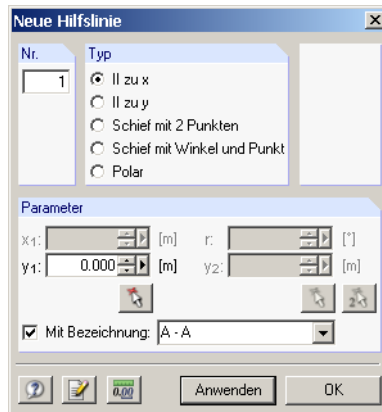 Neue Hilfslinie
Nr.
1
Typ
II zu x
II zu y
Schief mit 2 Punkten
Schief mit Winkel und Punkt
Polar
Parameter
x1: [m] r: [°]
y1: 0.000 [m] y2: [m]
2
Mit Bezeichnung: A - A
0.00 Anwenden OK